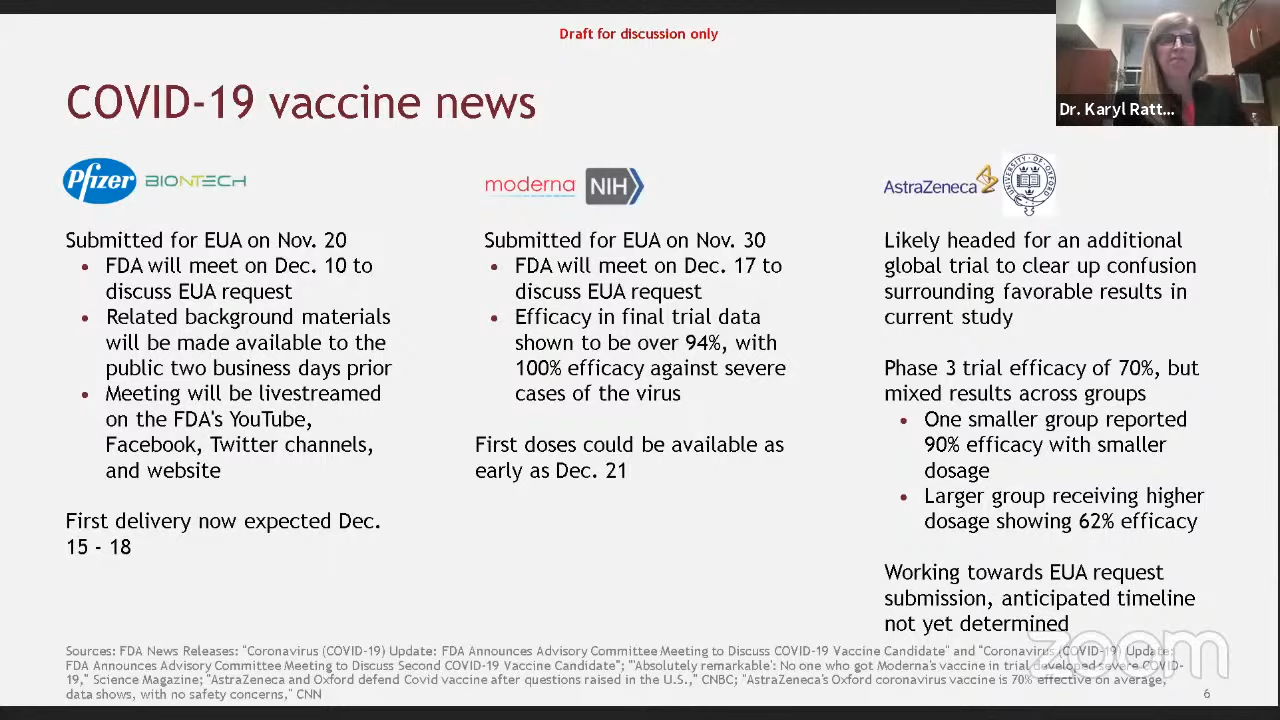 Draft for discussion only
Dr. Karyl Ratt...
COVID-19 vaccine news
Pfizer BIONTECH
Submitted for EUA on Nov. 20
• FDA will meet on Dec. 10 to
discuss EUA request
• Related background materials
will be made available to the
public two business days prior
• Meeting will be livestreamed
on the FDA's YouTube,
Facebook, Twitter channels,
and website
First delivery now expected Dec.
15 - 18
moderna NIH
Submitted for EUA on Nov. 30
• FDA will meet on Dec. 17 to
discuss EUA request
• Efficacy in final trial data
shown to be over 94%, with
100% efficacy against severe
cases of the virus
First doses could be available as
early as Dec. 21
AstraZeneca UNIVERSITY OF OXFORD
Likely headed for an additional
global trial to clear up confusion
surrounding favorable results in
current study
Phase 3 trial efficacy of 70%, but
mixed results across groups
• One smaller group reported
90% efficacy with smaller
dosage
• Larger group receiving higher
dosage showing 62% efficacy
Working towards EUA request
submission, anticipated timeline
not yet determined
Sources: FDA News Releases: "Coronavirus (COVID-19) Update: FDA Announces Advisory Committee Meeting to Discuss COVID-19 Vaccine Candidate" and "Coronavirus (COVID-19) Update:
FDA Announces Advisory Committee Meeting to Discuss Second COVID-19 Vaccine Candidate"; "'Absolutely remarkable': No one who got Moderna's vaccine in trial developed severe COVID-
19," Science Magazine; "AstraZeneca and Oxford defend Covid vaccine after questions raised in the U.S.," CNBC; "AstraZeneca's Oxford coronavirus vaccine is 70% effective on average,
data shows, with no safety concerns," CNN
zoom
6